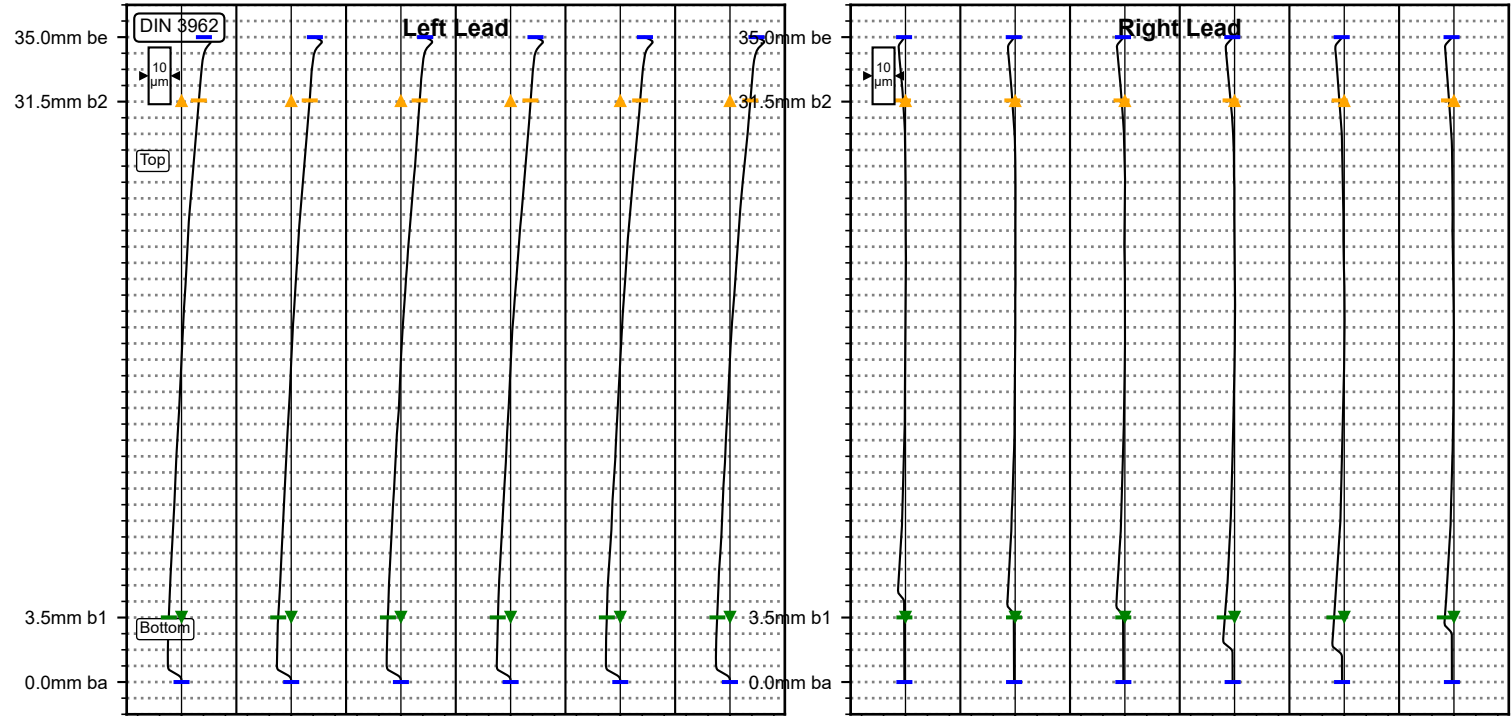 DIN 3962
Left Lead
35.0mm be
10
µm
31.5mm b2
Top
3.5mm b1
Bottom
0.0mm ba
Right Lead
35.0mm be
10
µm
31.5mm b2
3.5mm b1
0.0mm ba